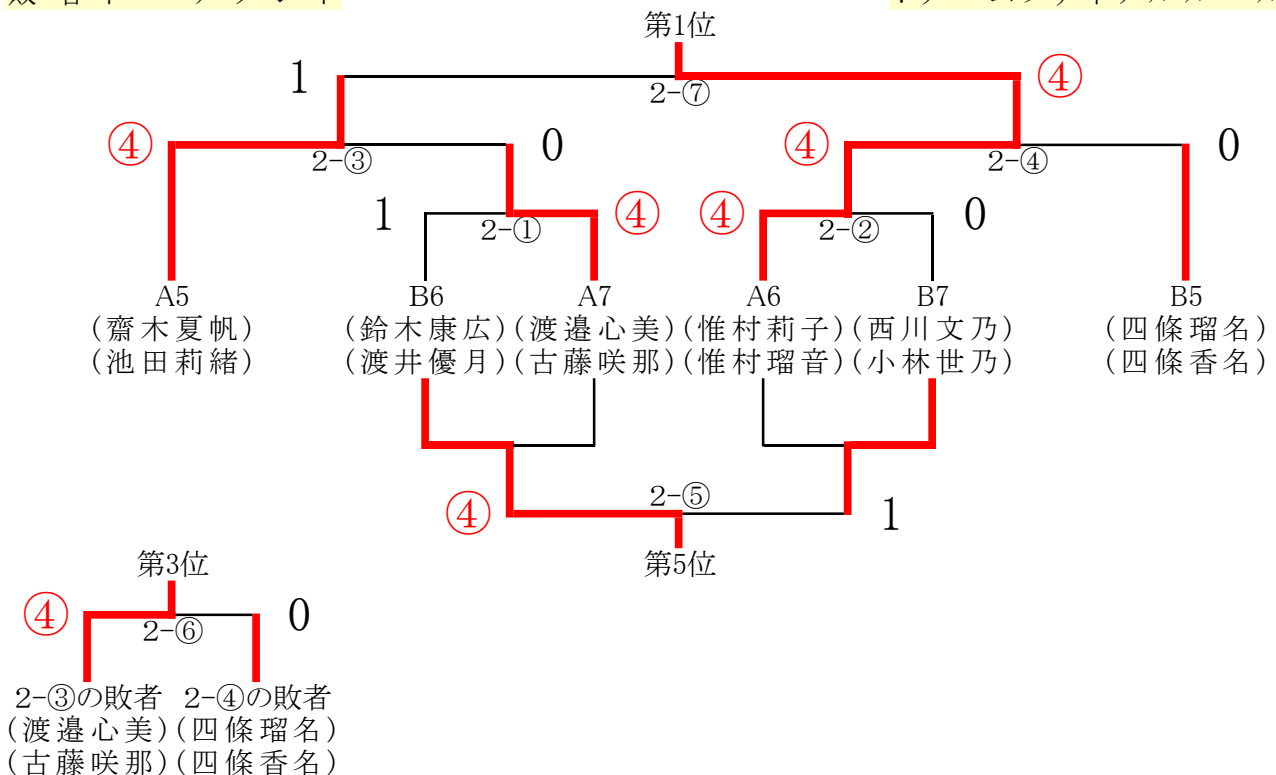 第1位
1
④
2-⑦
④
0
④
0
2-③
2-④
1
④
④
0
2-①
2-②
A5
B6
A7
A6
B7
B5
(齋木夏帆)
(鈴木康広)
(渡邉心美)
(惟村莉子)
(西川文乃)
(四條瑠名)
(池田莉緒)
(渡井優月)
(古藤咲那)
(惟村瑠音)
(小林世乃)
(四條香名)
④
2-⑤
1
第5位
第3位
④
0
2-⑥
2-③の敗者
2-④の敗者
(渡邉心美)
(四條瑠名)
(古藤咲那)
(四條香名)